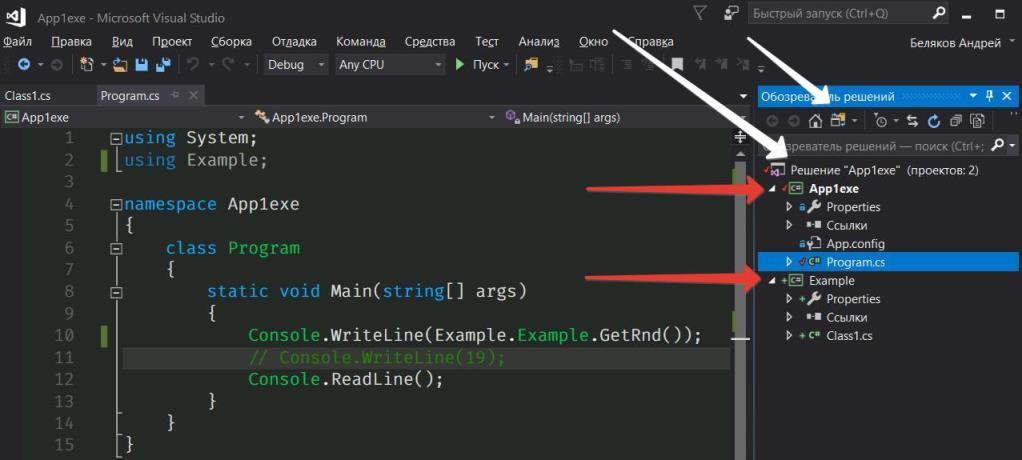 App1exe - Microsoft Visual Studio
Быстрый запуск (Ctrl+Q)
Файл Правка Вид Проект Сборка Отладка Команда Средства Тест Анализ Окно Справка
Беляков Андрей
Debug Any CPU Пуск
Class1.cs Program.cs
App1exe App1exe.Program Main(string[] args)
1 using System;
2 using Example;
3
4 namespace App1exe
5 {
6 class Program
7 {
8 static void Main(string[] args)
9 {
10 Console.WriteLine(Example.Example.GetRnd());
11 // Console.WriteLine(19);
12 Console.ReadLine();
13 }
14 }
15 }
Обозреватель решений
Обозреватель решений — поиск (Ctrl+;
Решение "App1exe" (проектов: 2)
C# App1exe
Properties
Ссылки
App.config
C# Program.cs
C# Example
Properties
Ссылки
C# Class1.cs